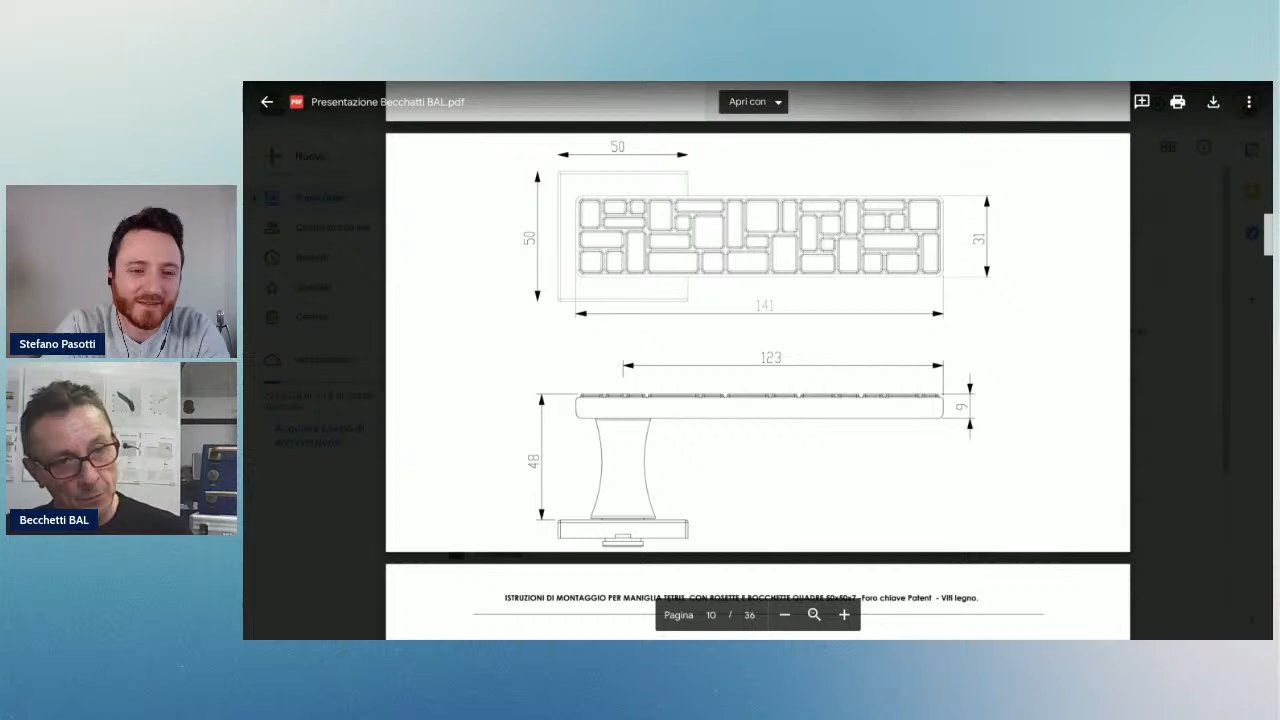 Presentazione Becchatti BAL.pdf
Apri con
Nuovo
50
50
31
141
123
9
48
ISTRUZIONI DI MONTAGGIO PER MANIGLIA TETRIS CON ROSETTE E BOCCHETTE QUADRE 50x50x7 -Foro chiave Patent - Viti legno.
Pagina 10 / 36
Stefano Pasotti
Becchetti BAL